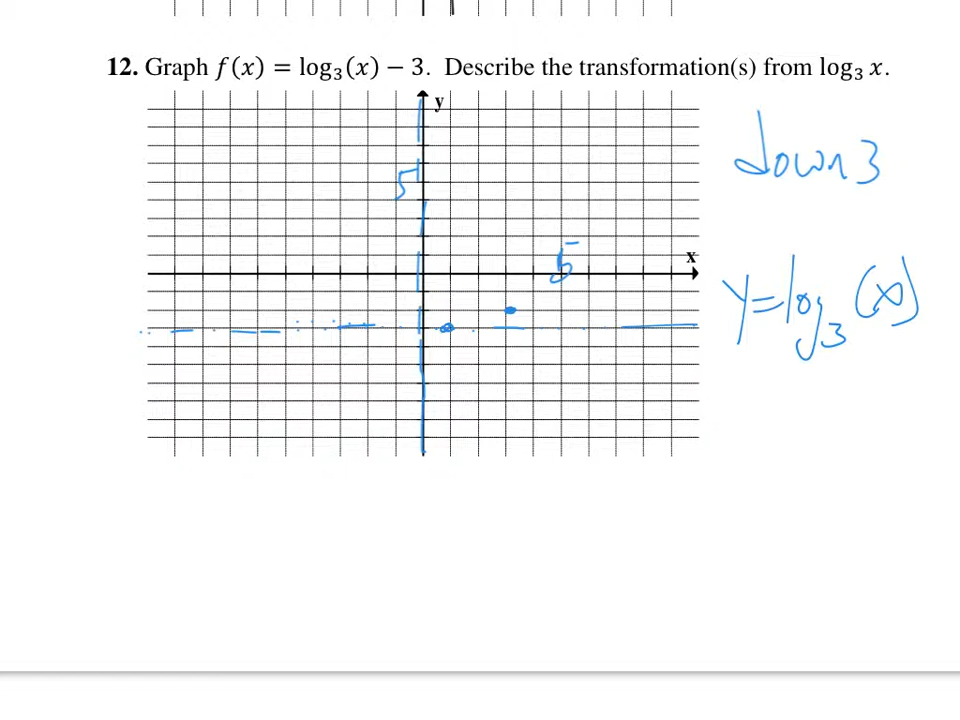 12. Graph f(x) = log₃(x) − 3. Describe the transformation(s) from log₃ x.
y
down 3
5
5
x
y=log₃(x)